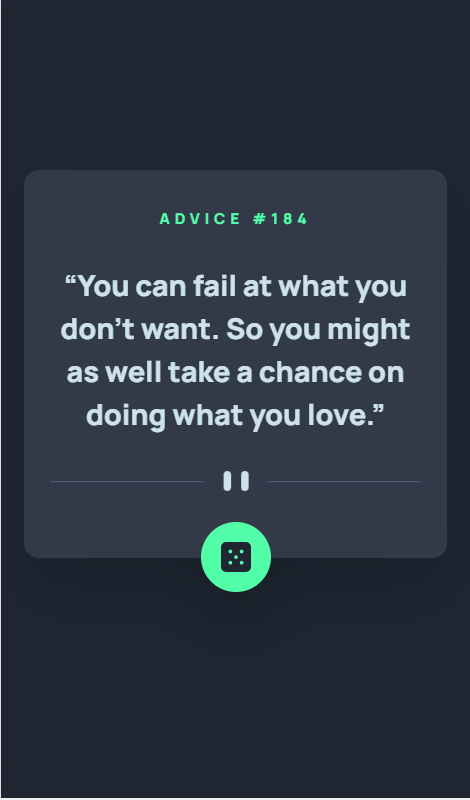 ADVICE #184
“You can fail at what you
don’t want. So you might
as well take a chance on
doing what you love.”